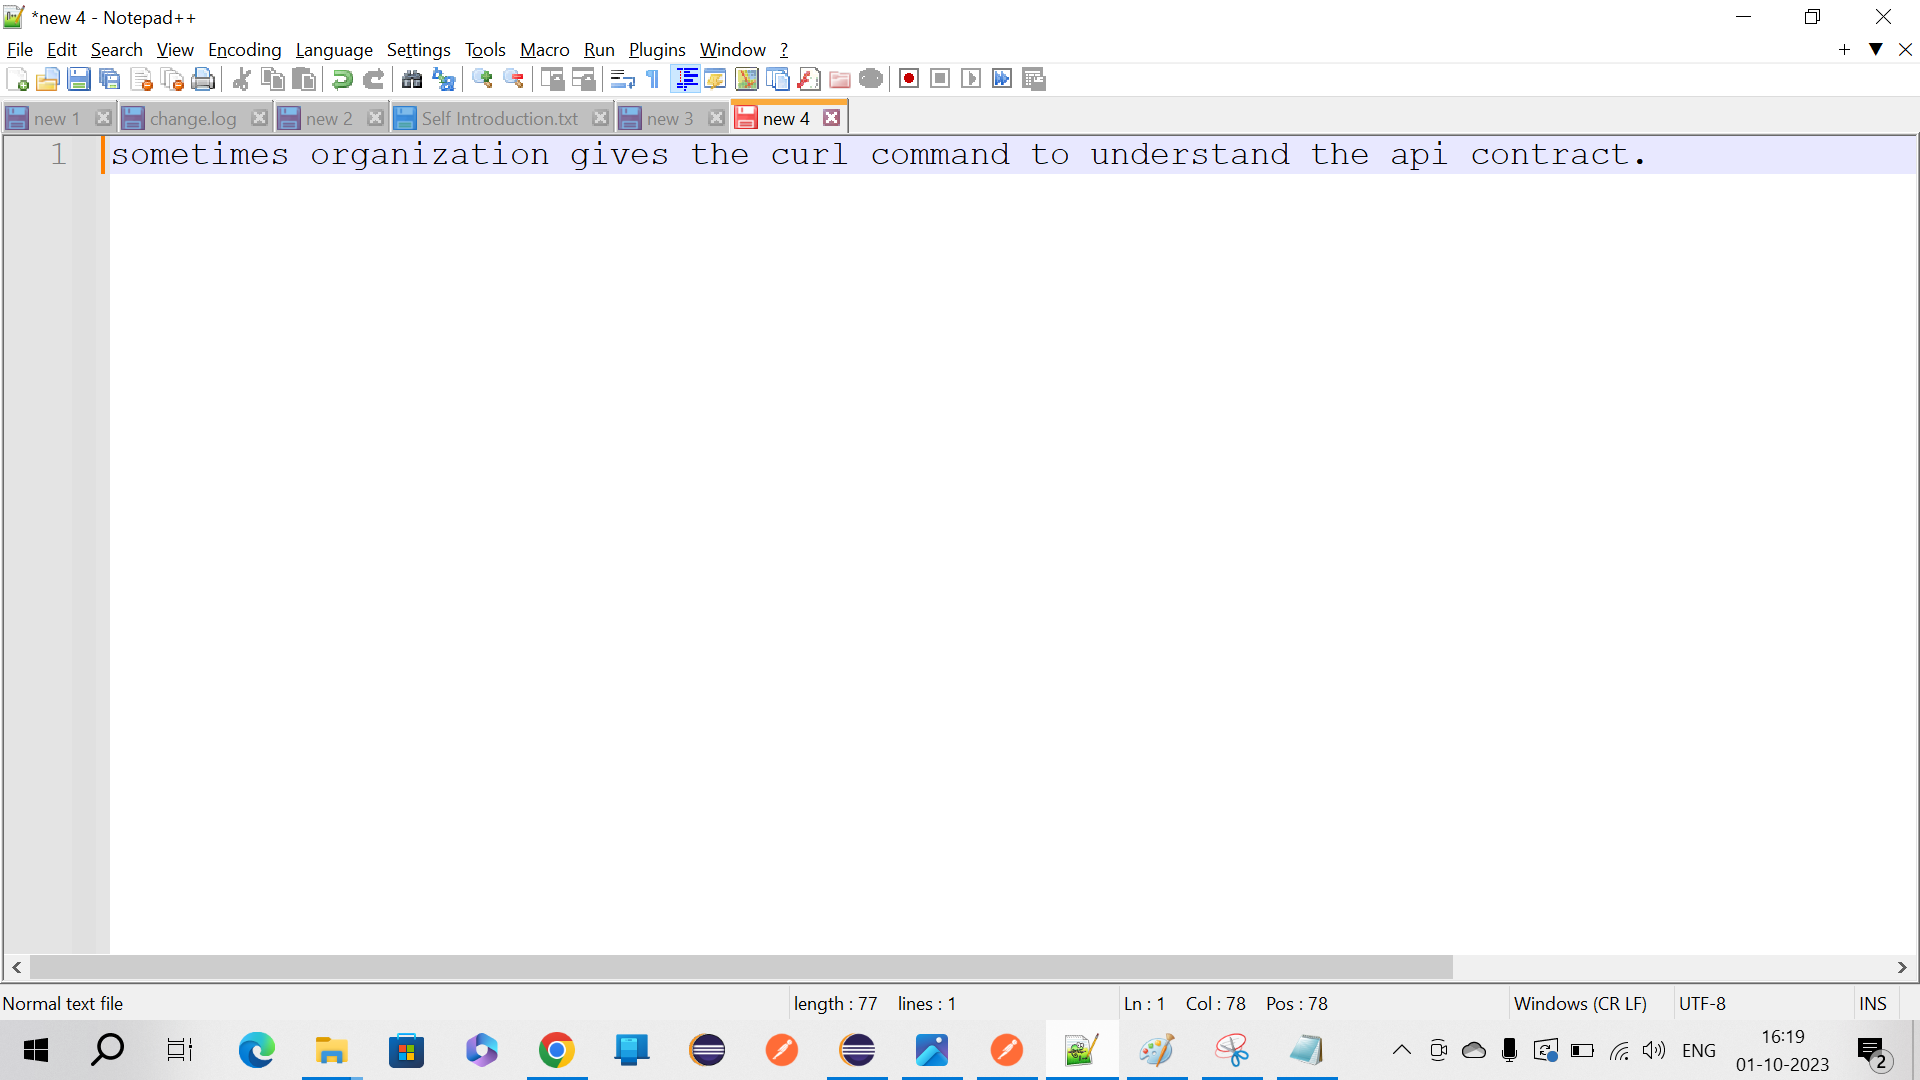 *new 4 - Notepad++
File Edit Search View Encoding Language Settings Tools Macro Run Plugins Window ?
new 1 change.log new 2 Self Introduction.txt new 3 new 4
1 sometimes organization gives the curl command to understand the api contract.
Normal text file length : 77 lines : 1 Ln : 1 Col : 78 Pos : 78 Windows (CR LF) UTF-8 INS
ENG
16:19
01-10-2023
2